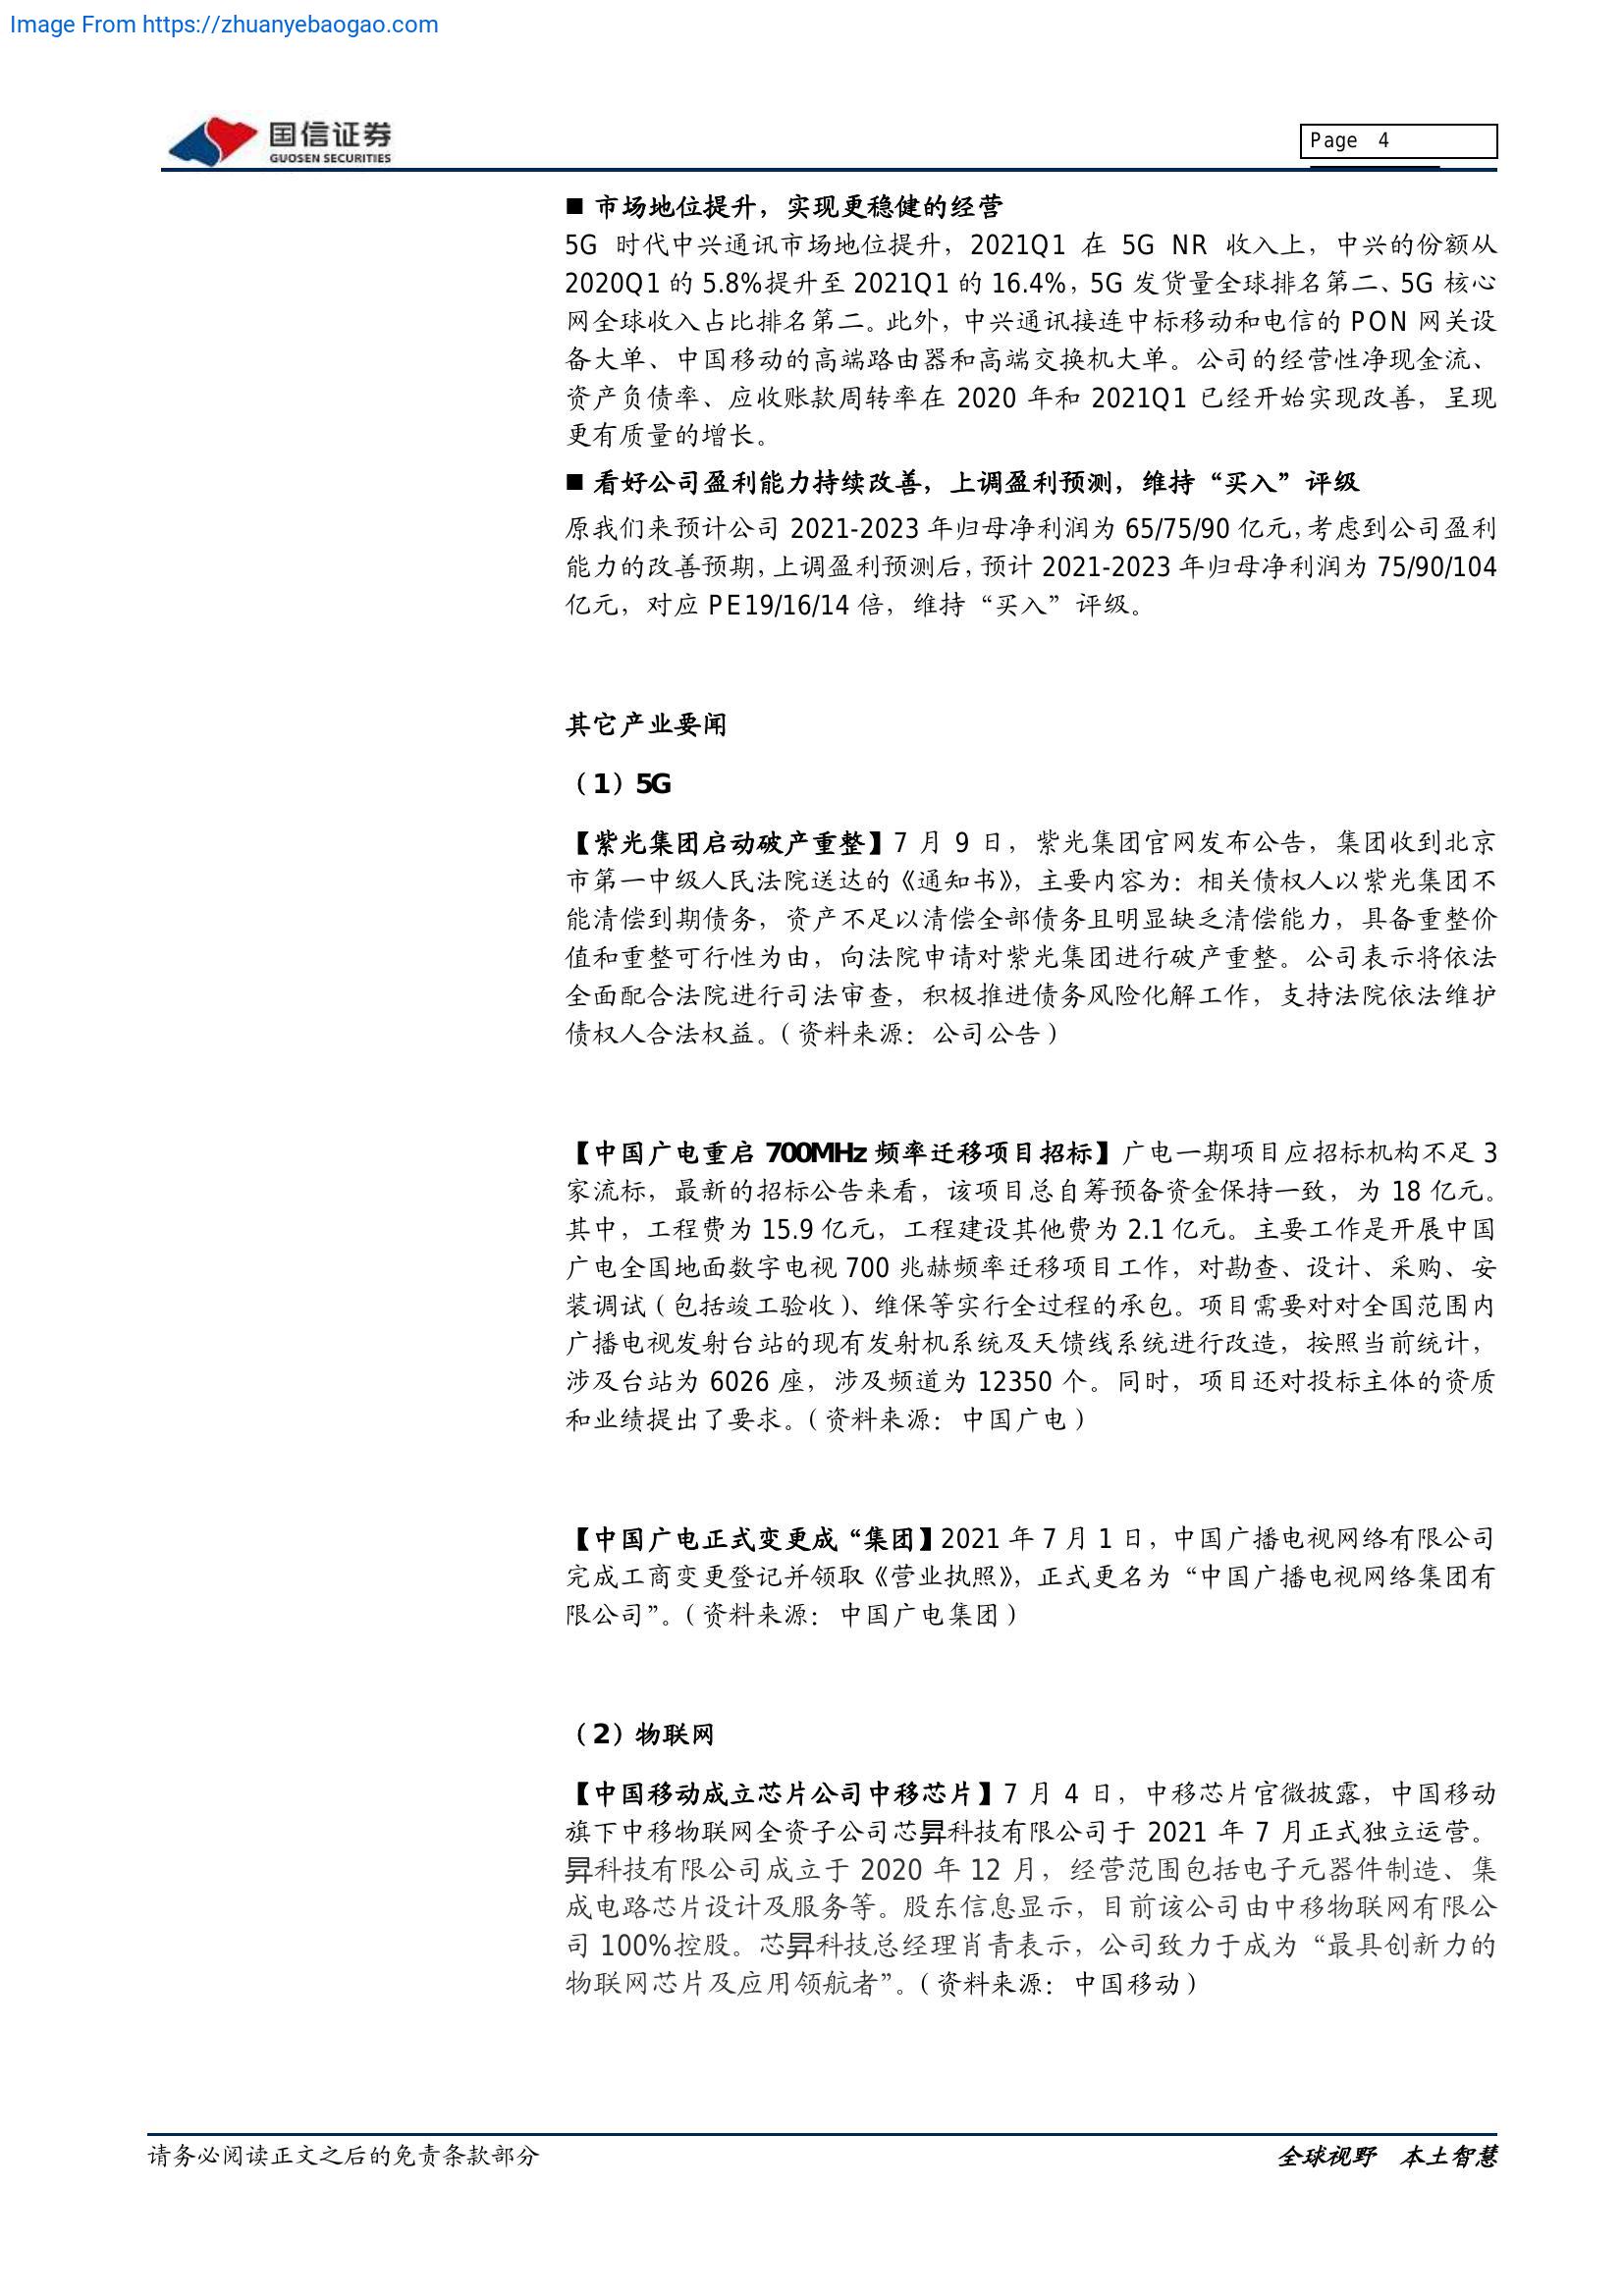 Image From https://zhuanyebaogao.com
国信证券
GUOSEN SECURITIES
Page 4
■ 市场地位提升，实现更稳健的经营
5G 时代中兴通讯市场地位提升，2021Q1 在 5G NR 收入上，中兴的份额从
2020Q1 的 5.8%提升至 2021Q1 的 16.4%，5G 发货量全球排名第二、5G 核心
网全球收入占比排名第二。此外，中兴通讯接连中标移动和电信的 PON 网关设
备大单、中国移动的高端路由器和高端交换机大单。公司的经营性净现金流、
资产负债率、应收账款周转率在 2020 年和 2021Q1 已经开始实现改善，呈现
更有质量的增长。
■ 看好公司盈利能力持续改善，上调盈利预测，维持“买入”评级
原我们来预计公司 2021-2023 年归母净利润为 65/75/90 亿元，考虑到公司盈利
能力的改善预期，上调盈利预测后，预计 2021-2023 年归母净利润为 75/90/104
亿元，对应 PE19/16/14 倍，维持“买入”评级。
其它产业要闻
（1）5G
【紫光集团启动破产重整】7 月 9 日，紫光集团官网发布公告，集团收到北京
市第一中级人民法院送达的《通知书》，主要内容为：相关债权人以紫光集团不
能清偿到期债务，资产不足以清偿全部债务且明显缺乏清偿能力，具备重整价
值和重整可行性为由，向法院申请对紫光集团进行破产重整。公司表示将依法
全面配合法院进行司法审查，积极推进债务风险化解工作，支持法院依法维护
债权人合法权益。（资料来源：公司公告）
【中国广电重启 700MHz 频率迁移项目招标】广电一期项目应招标机构不足 3
家流标，最新的招标公告来看，该项目总自筹预备资金保持一致，为 18 亿元。
其中，工程费为 15.9 亿元，工程建设其他费为 2.1 亿元。主要工作是开展中国
广电全国地面数字电视 700 兆赫频率迁移项目工作，对勘查、设计、采购、安
装调试（包括竣工验收）、维保等实行全过程的承包。项目需要对对全国范围内
广播电视发射台站的现有发射机系统及天馈线系统进行改造，按照当前统计，
涉及台站为 6026 座，涉及频道为 12350 个。同时，项目还对投标主体的资质
和业绩提出了要求。（资料来源：中国广电）
【中国广电正式变更成“集团】2021 年 7 月 1 日，中国广播电视网络有限公司
完成工商变更登记并领取《营业执照》，正式更名为“中国广播电视网络集团有
限公司”。（资料来源：中国广电集团）
（2）物联网
【中国移动成立芯片公司中移芯片】7 月 4 日，中移芯片官微披露，中国移动
旗下中移物联网全资子公司芯昇科技有限公司于 2021 年 7 月正式独立运营。
昇科技有限公司成立于 2020 年 12 月，经营范围包括电子元器件制造、集
成电路芯片设计及服务等。股东信息显示，目前该公司由中移物联网有限公
司 100%控股。芯昇科技总经理肖青表示，公司致力于成为“最具创新力的
物联网芯片及应用领航者”。（资料来源：中国移动）
请务必阅读正文之后的免责条款部分
全球视野 本土智慧